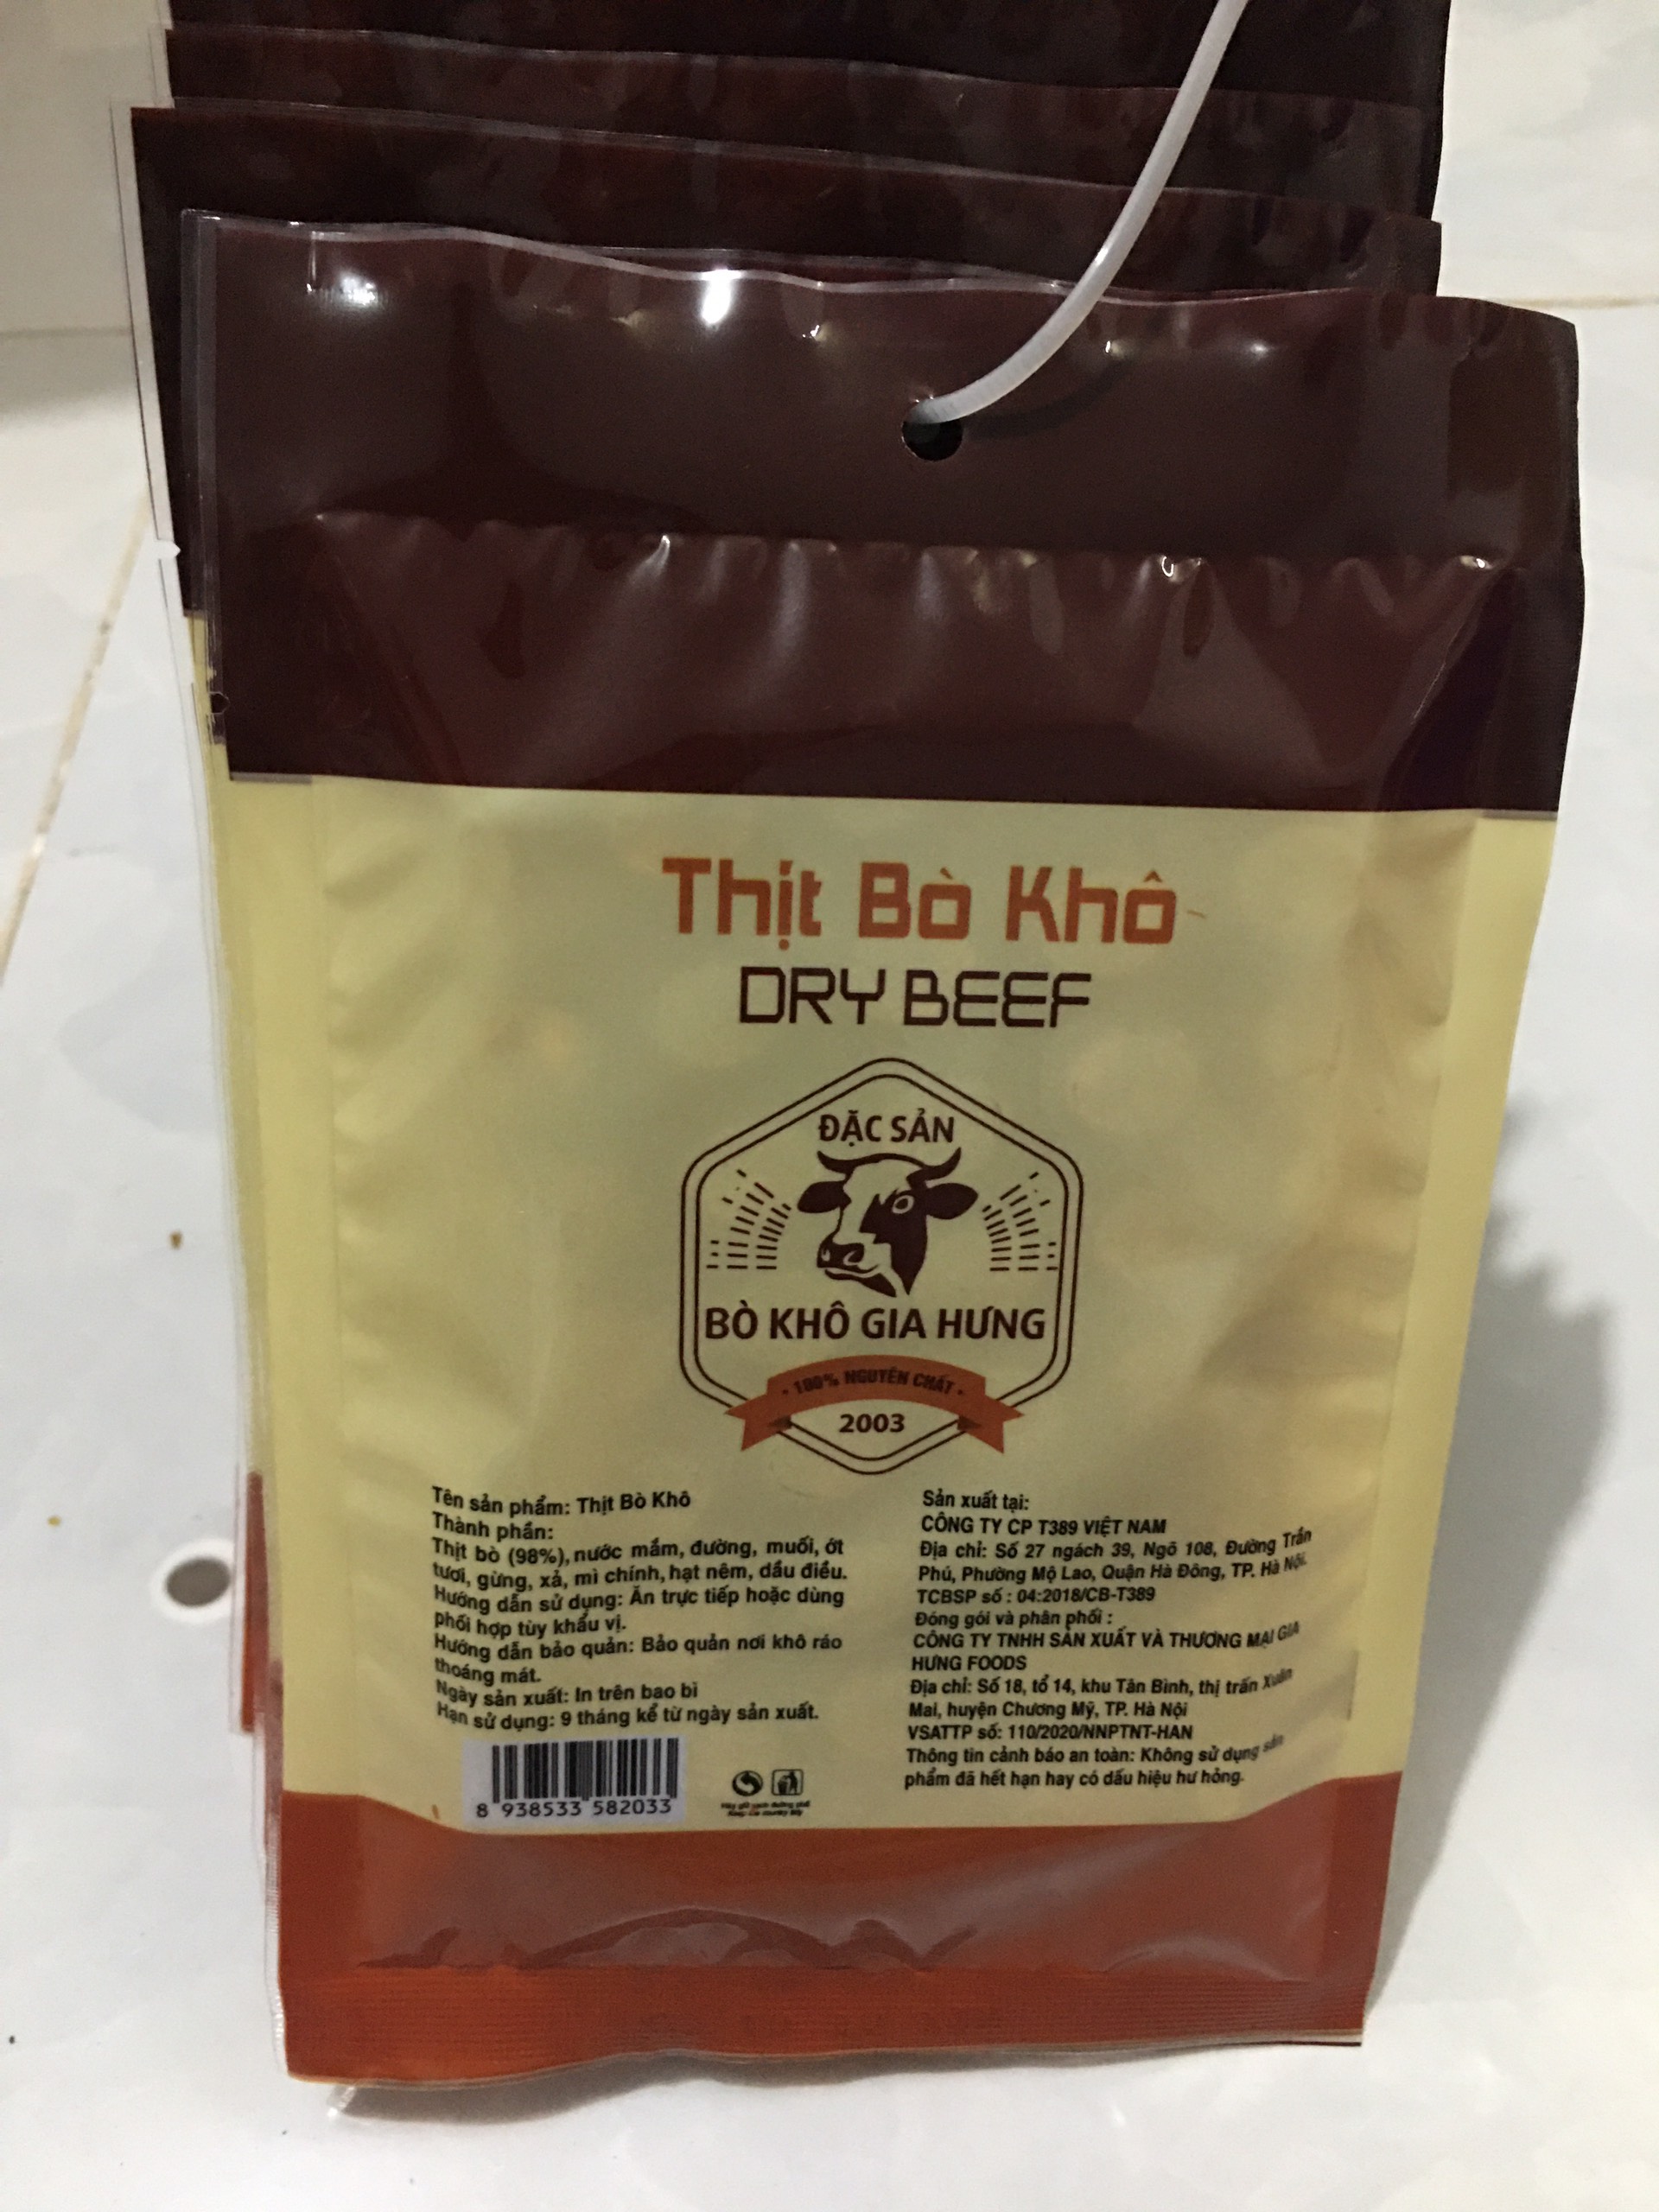 Thịt Bò Khô
DRY BEEF
ĐẶC SẢN
BÒ KHÔ GIA HƯNG
- 100% NGUYÊN CHẤT -
2003
Tên sản phẩm: Thịt Bò Khô
Thành phần:
Thịt bò (98%), nước mắm, đường, muối, ớt
tươi, gừng, xả, mì chính, hạt nêm, dầu điều.
Hướng dẫn sử dụng: Ăn trực tiếp hoặc dùng
phối hợp tùy khẩu vị.
Hướng dẫn bảo quản: Bảo quản nơi khô ráo
thoáng mát.
Ngày sản xuất: In trên bao bì
Hạn sử dụng: 9 tháng kể từ ngày sản xuất.
8 938533 582033
Hãy giữ sạch đường phố
Keep our country tidy
Sản xuất tại:
CÔNG TY CP T389 VIỆT NAM
Địa chỉ: Số 27 ngách 39, Ngõ 108, Đường Trần
Phú, Phường Mộ Lao, Quận Hà Đông, TP. Hà Nội.
TCBSP số : 04:2018/CB-T389
Đóng gói và phân phối :
CÔNG TY TNHH SẢN XUẤT VÀ THƯƠNG MẠI GIA
HƯNG FOODS
Địa chỉ: Số 18, tổ 14, khu Tân Bình, thị trấn Xuân
Mai, huyện Chương Mỹ, TP. Hà Nội
VSATTP số: 110/2020/NNPTNT-HAN
Thông tin cảnh báo an toàn: Không sử dụng sản
phẩm đã hết hạn hay có dấu hiệu hư hỏng.